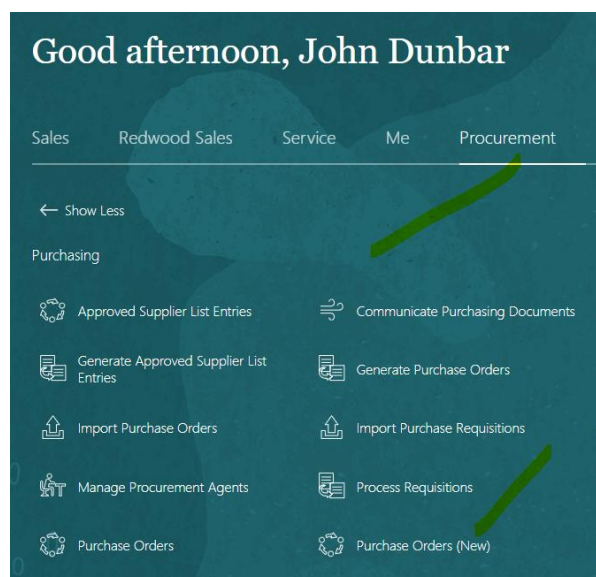 Good afternoon, John Dunbar
Sales Redwood Sales Service Me Procurement
← Show Less
Purchasing
Approved Supplier List Entries
Communicate Purchasing Documents
Generate Approved Supplier List
Entries
Generate Purchase Orders
Import Purchase Orders
Import Purchase Requisitions
Manage Procurement Agents
Process Requisitions
Purchase Orders
Purchase Orders (New)